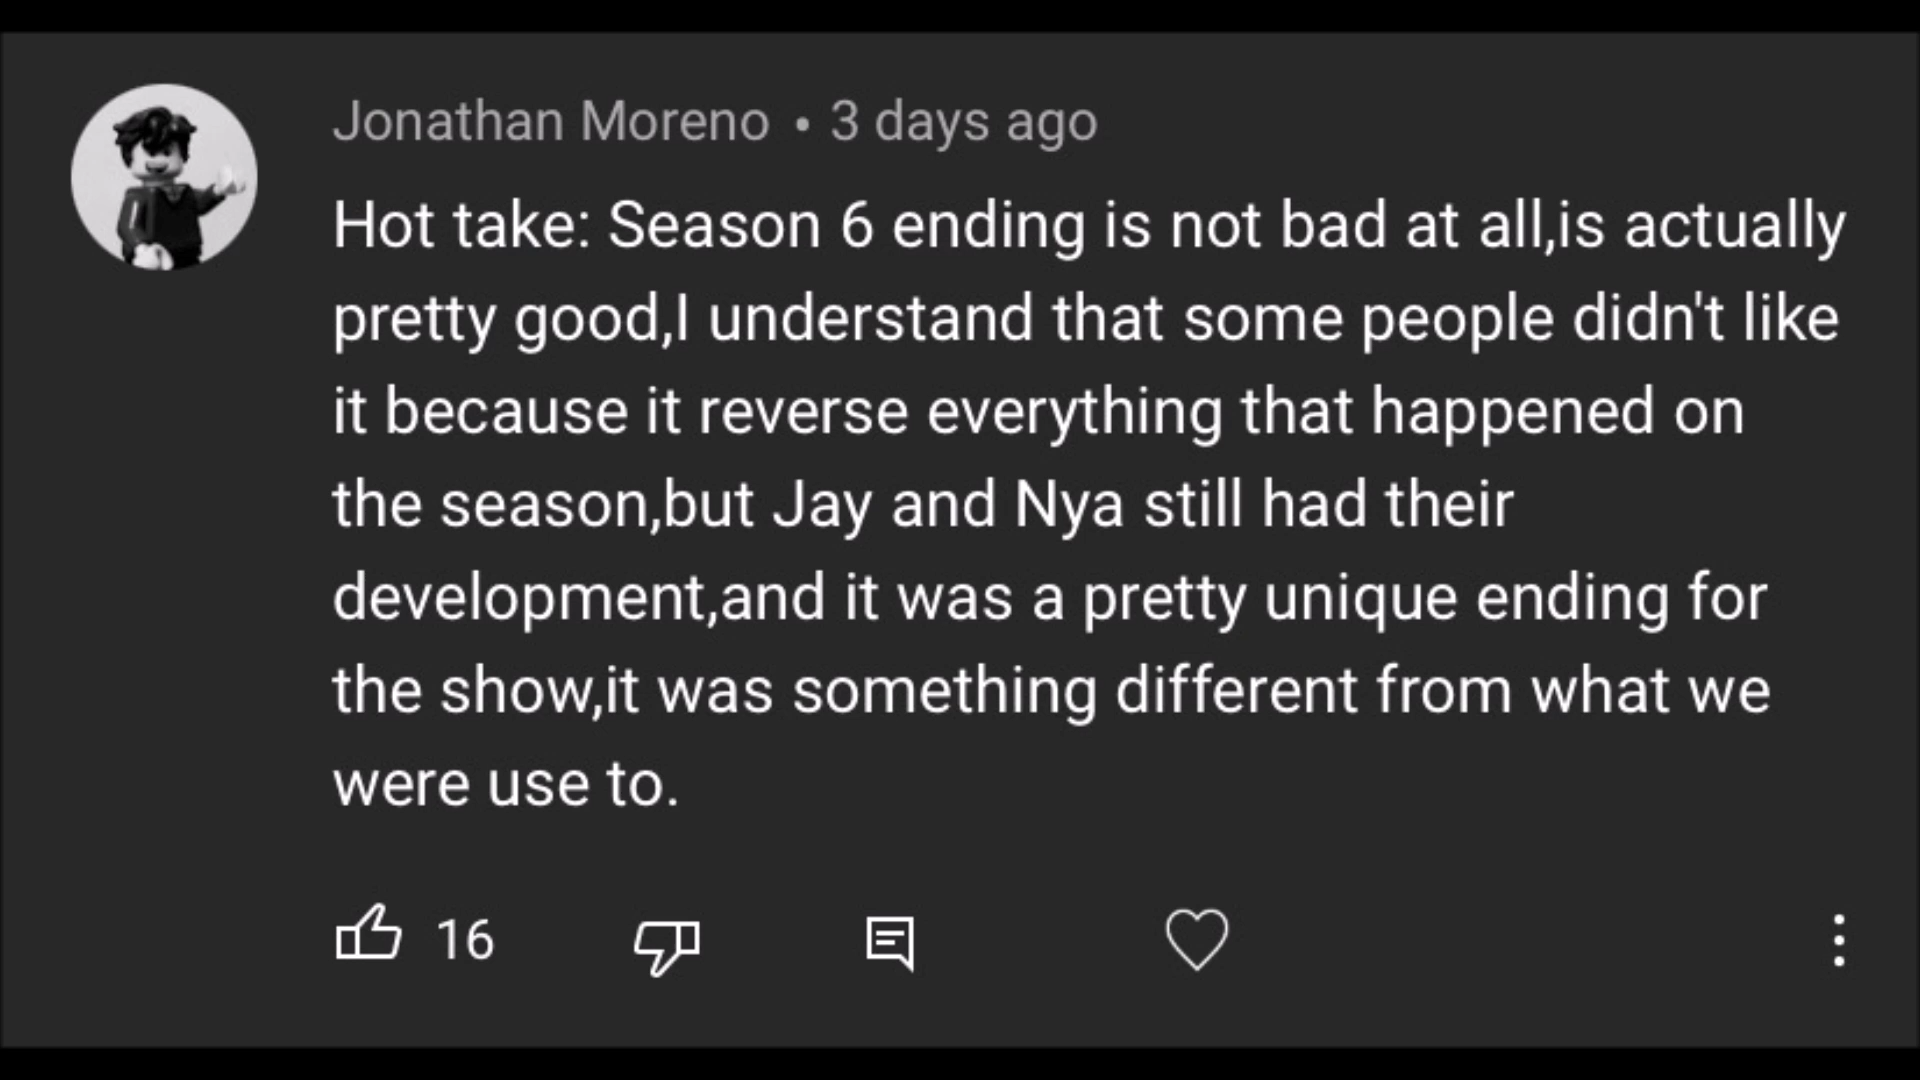 Jonathan Moreno • 3 days ago
Hot take: Season 6 ending is not bad at all,is actually
pretty good,I understand that some people didn't like
it because it reverse everything that happened on
the season,but Jay and Nya still had their
development,and it was a pretty unique ending for
the show,it was something different from what we
were use to.
16